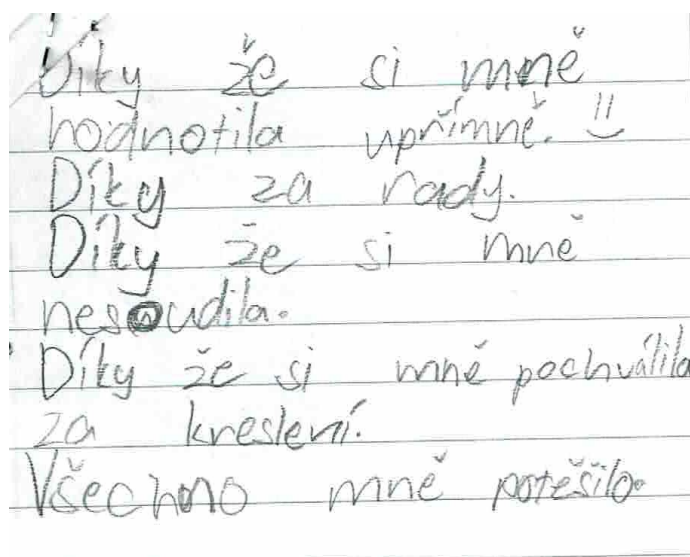 Díky že si mně
hodnotila upřímně. ü
Díky za rady.
Díky že si mně
nesoudila.
Díky že si mně pochválila
za kreslení.
Všechno mně potěšilo.